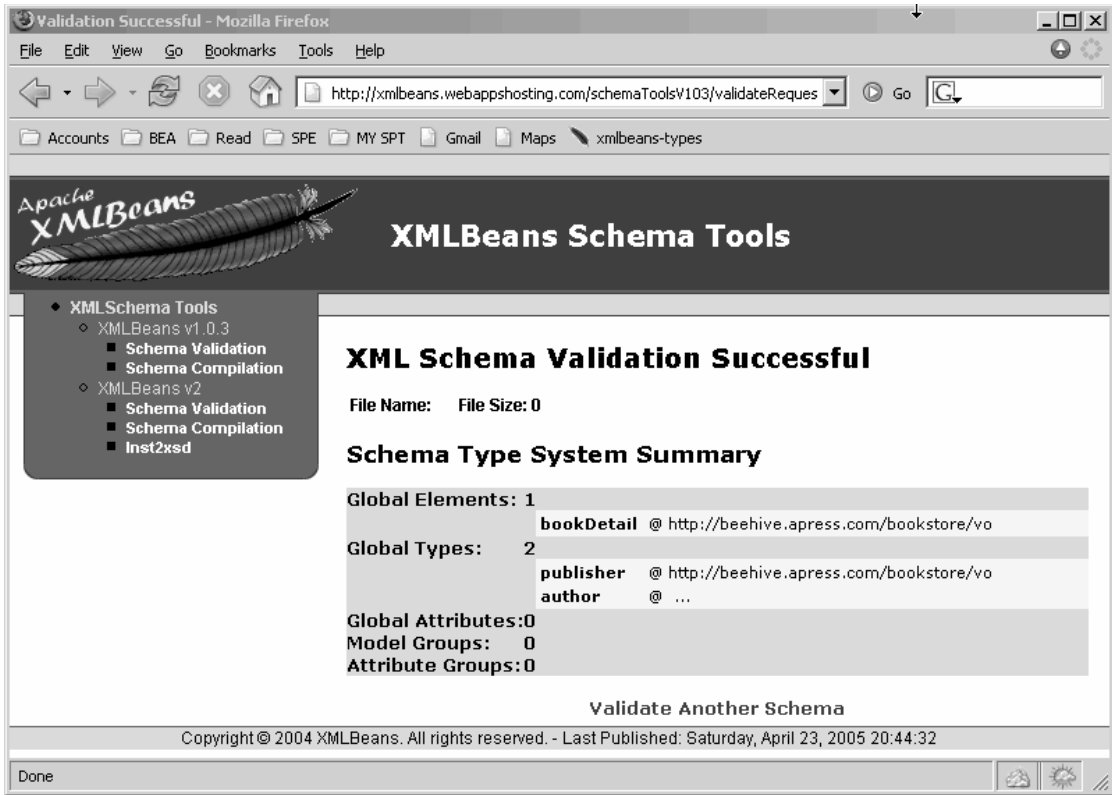 Validation Successful - Mozilla Firefox
File Edit View Go Bookmarks Tools Help
http://xmlbeans.webappshosting.com/schemaToolsV103/validateReques Go G
Accounts BEA Read SPE MY SPT Gmail Maps xmlbeans-types
Apache
XMLBeans
XMLBeans Schema Tools
XMLSchema Tools
XMLBeans v1.0.3
Schema Validation
Schema Compilation
XMLBeans v2
Schema Validation
Schema Compilation
Inst2xsd
XML Schema Validation Successful
File Name: File Size: 0
Schema Type System Summary
Global Elements: 1
bookDetail @ http://beehive.apress.com/bookstore/vo
Global Types: 2
publisher @ http://beehive.apress.com/bookstore/vo
author @ ...
Global Attributes:0
Model Groups: 0
Attribute Groups:0
Validate Another Schema
Copyright © 2004 XMLBeans. All rights reserved. - Last Published: Saturday, April 23, 2005 20:44:32
Done